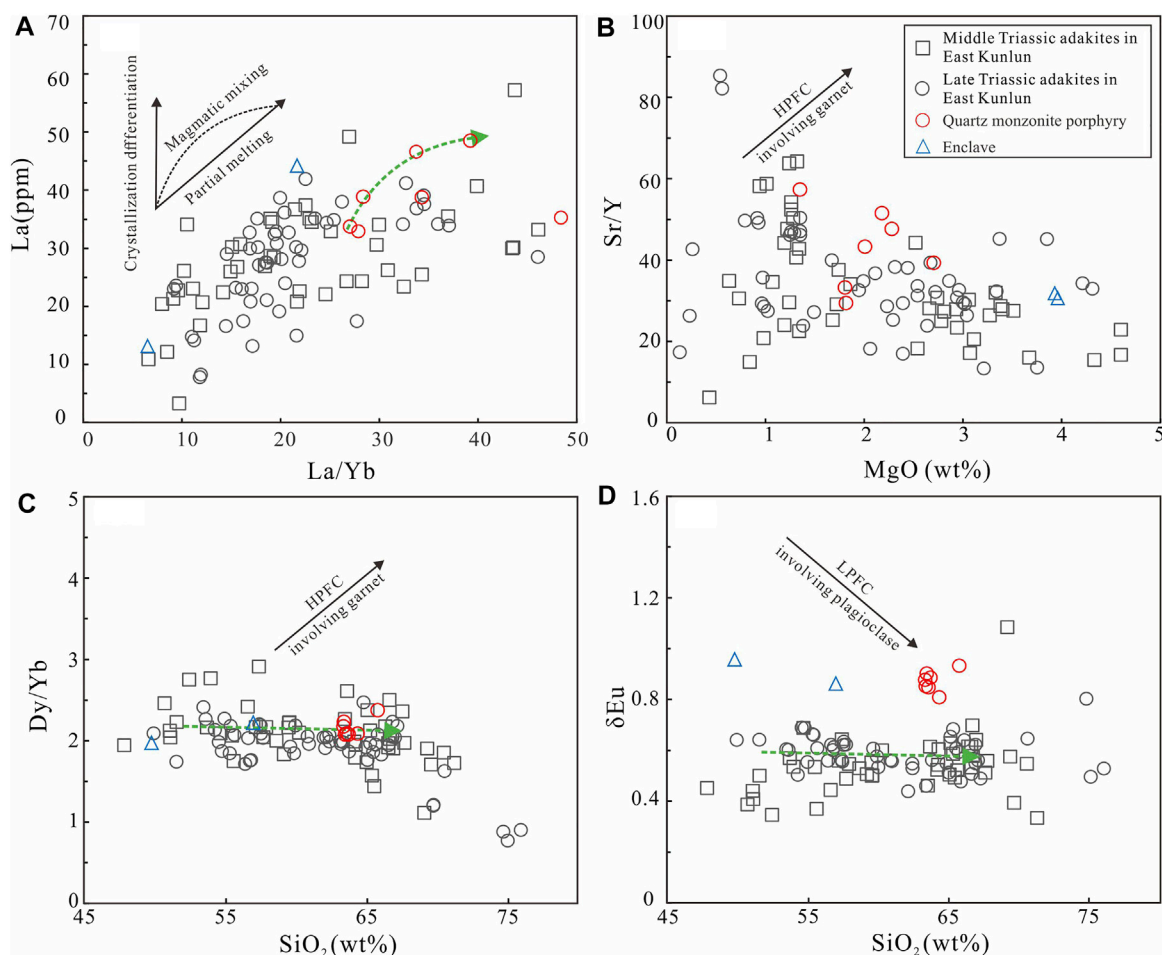 A
70
60
50
40
30
20
10
0
La(ppm)
Crystallization differentiation
Magmatic mixing
Partial melting
0
10
20
30
40
50
La/Yb
B
100
80
60
40
20
0
Sr/Y
HPFC
involving garnet
Middle Triassic adakites in
East Kunlun
Late Triassic adakites in
East Kunlun
Quartz monzonite porphyry
Enclave
0
1
2
3
4
5
MgO (wt%)
C
5
4
3
2
1
0
Dy/Yb
HPFC
involving garnet
45
55
65
75
SiO₂(wt%)
D
1.6
1.2
0.8
0.4
0
δEu
LPFC
involving plagioclase
45
55
65
75
SiO₂(wt%)